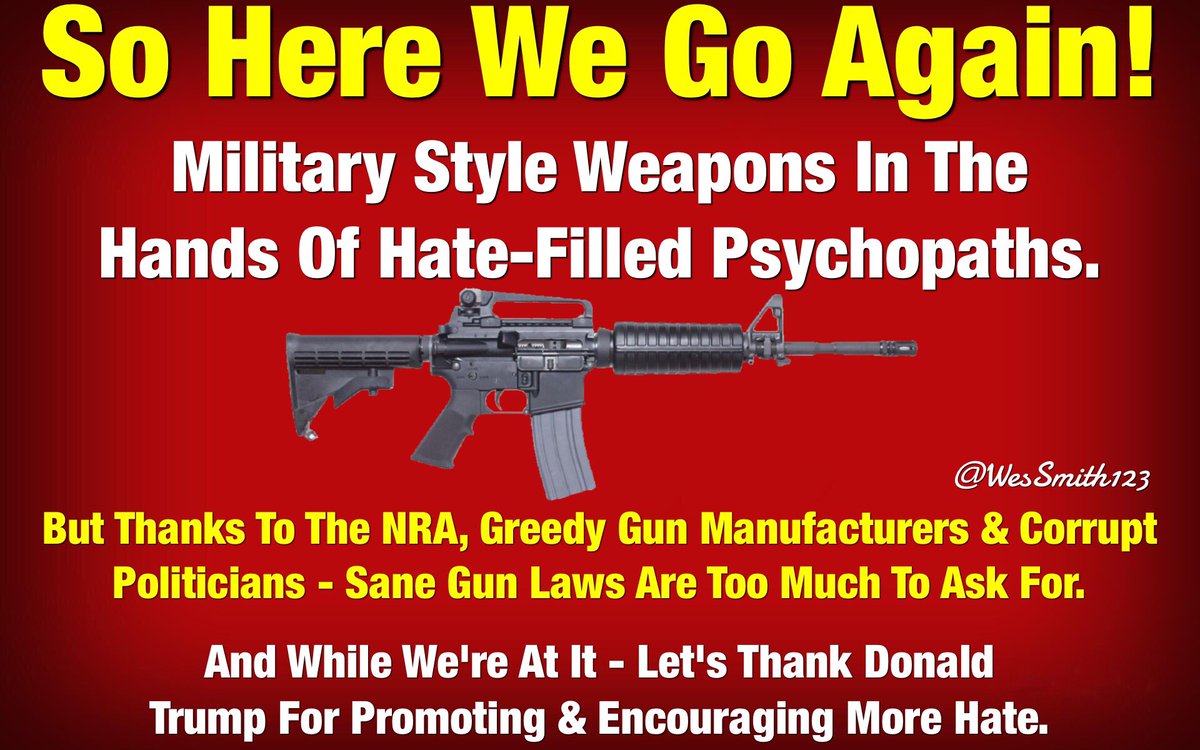 So Here We Go Again!
Military Style Weapons In The
Hands Of Hate-Filled Psychopaths.
@WesSmith123
But Thanks To The NRA, Greedy Gun Manufacturers & Corrupt
Politicians - Sane Gun Laws Are Too Much To Ask For.
And While We're At It - Let's Thank Donald
Trump For Promoting & Encouraging More Hate.